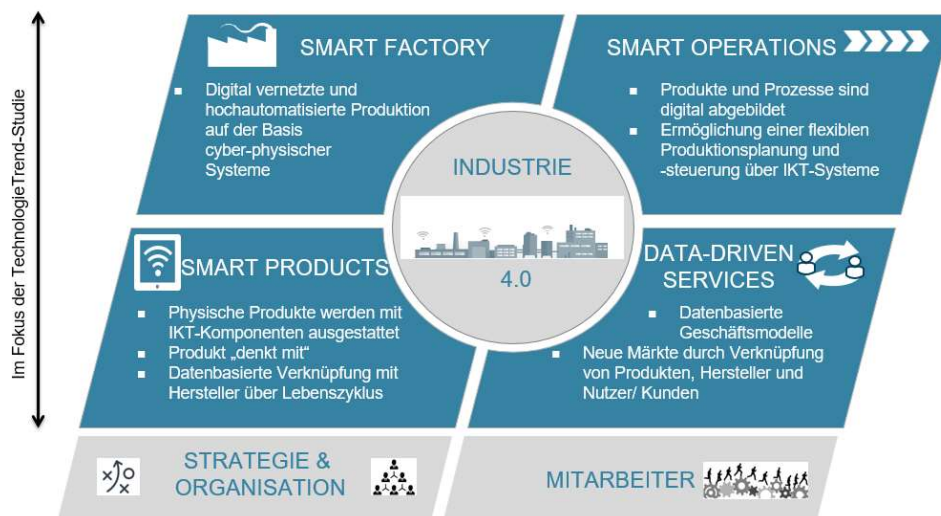 Im Fokus der TechnologieTrend-Studie
SMART FACTORY
▪ Digital vernetzte und
hochautomatisierte Produktion
auf der Basis
cyber-physischer
Systeme
SMART OPERATIONS
▪ Produkte und Prozesse sind
digital abgebildet
▪ Ermöglichung einer flexiblen
Produktionsplanung und
-steuerung über IKT-Systeme
INDUSTRIE
4.0
SMART PRODUCTS
▪ Physische Produkte werden mit
IKT-Komponenten ausgestattet
▪ Produkt „denkt mit“
▪ Datenbasierte Verknüpfung mit
Hersteller über Lebenszyklus
DATA-DRIVEN
SERVICES
▪ Datenbasierte
Geschäftsmodelle
▪ Neue Märkte durch Verknüpfung
von Produkten, Hersteller und
Nutzer/ Kunden
STRATEGIE &
ORGANISATION
MITARBEITER